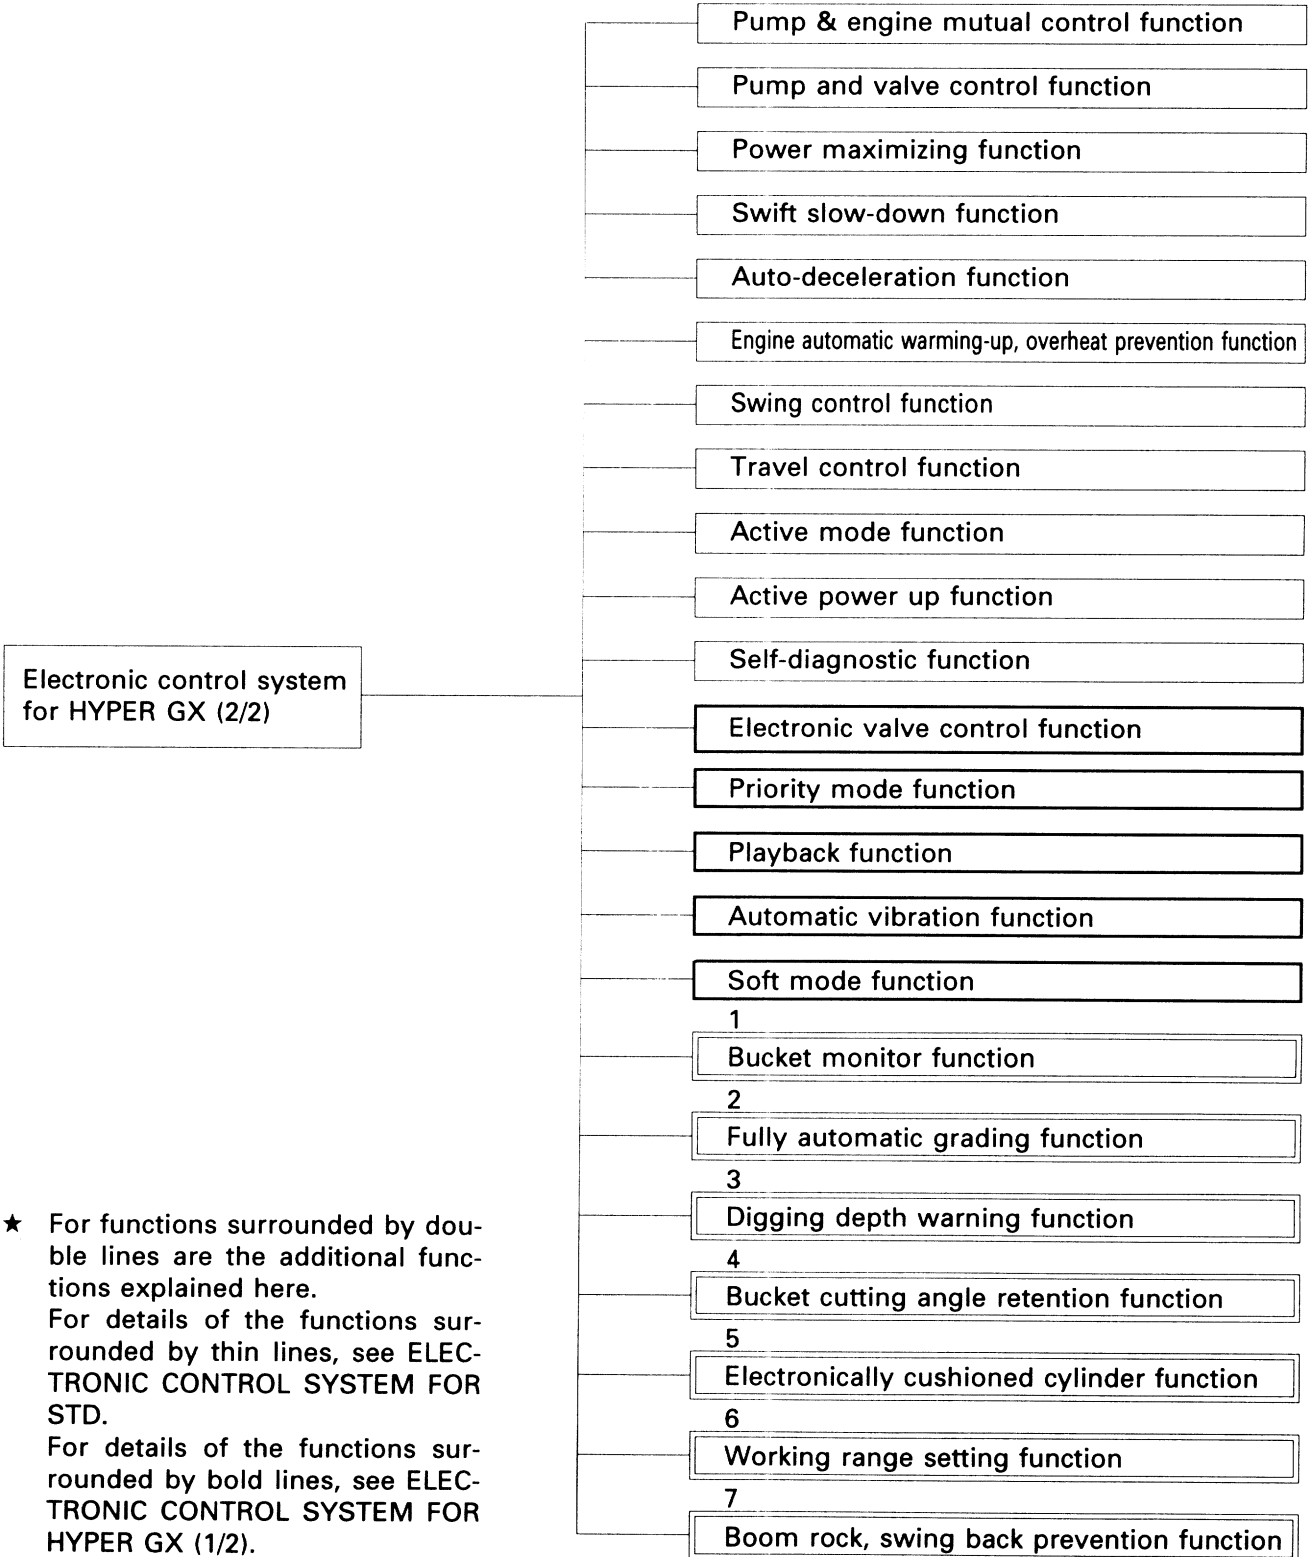 Pump & engine mutual control function
Pump and valve control function
Power maximizing function
Swift slow-down function
Auto-deceleration function
Engine automatic warming-up, overheat prevention function
Swing control function
Travel control function
Active mode function
Active power up function
Self-diagnostic function
Electronic control system
for HYPER GX (2/2)
Electronic valve control function
Priority mode function
Playback function
Automatic vibration function
Soft mode function
1
Bucket monitor function
2
Fully automatic grading function
3
Digging depth warning function
4
Bucket cutting angle retention function
5
Electronically cushioned cylinder function
6
Working range setting function
7
Boom rock, swing back prevention function
★ For functions surrounded by dou-
ble lines are the additional func-
tions explained here.
For details of the functions sur-
rounded by thin lines, see ELEC-
TRONIC CONTROL SYSTEM FOR
STD.
For details of the functions sur-
rounded by bold lines, see ELEC-
TRONIC CONTROL SYSTEM FOR
HYPER GX (1/2).